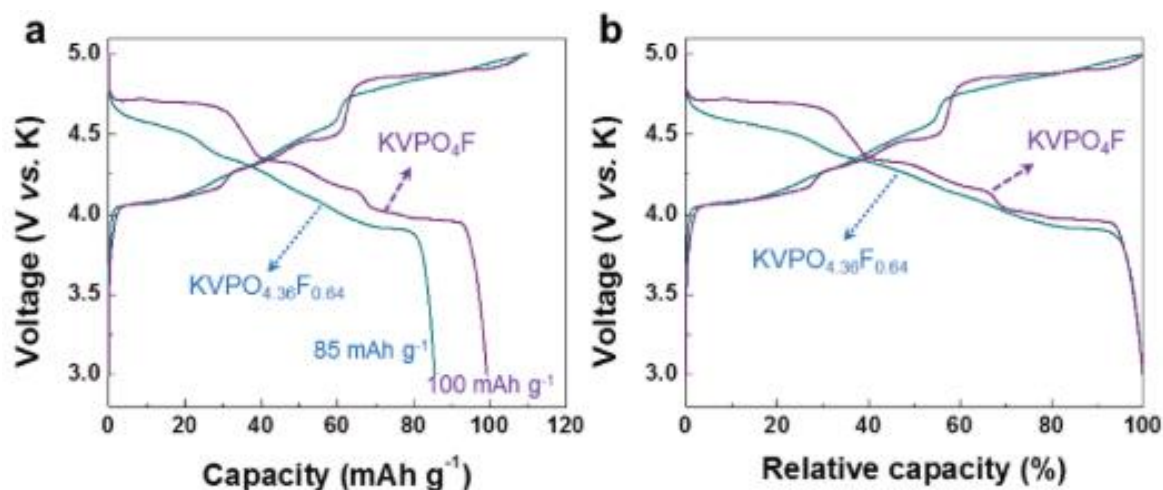 a
5.0
4.5
4.0
3.5
3.0
Voltage (V vs. K)
KVPO₄F
KVPO₄.₃₆F₀.₆₄
85 mAh g⁻¹
100 mAh g⁻¹
0 20 40 60 80 100 120
Capacity (mAh g⁻¹)
b
5.0
4.5
4.0
3.5
3.0
Voltage (V vs. K)
KVPO₄F
KVPO₄.₃₆F₀.₆₄
0 20 40 60 80 100
Relative capacity (%)